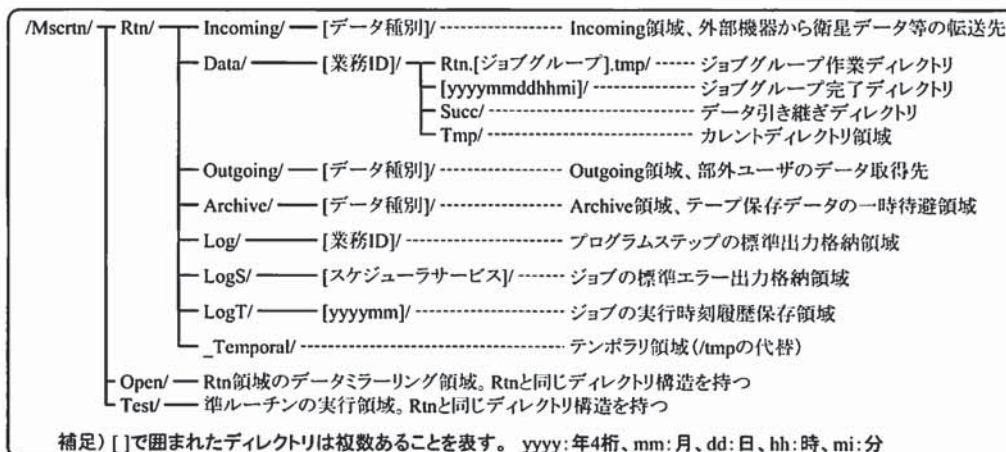 /Mscrtn/ Rtn/ Incoming/ [データ種別]/ Incoming領域、外部機器から衛星データ等の転送先
Data/ [業務ID]/ Rtn.[ジョブグループ].tmp/ ジョブグループ作業ディレクトリ
[yyyymmddhhmi]/ ジョブグループ完了ディレクトリ
Succ/ データ引き継ぎディレクトリ
Tmp/ カレントディレクトリ領域
Outgoing/ [データ種別]/ Outgoing領域、部外ユーザのデータ取得先
Archive/ [データ種別]/ Archive領域、テープ保存データの一時待避領域
Log/ [業務ID]/ プログラムステップの標準出力格納領域
LogS/ [スケジューラサービス]/ ジョブの標準エラー出力格納領域
LogT/ [yyyymm]/ ジョブの実行時刻履歴保存領域
_Temporal/ テンポラリ領域(/tmpの代替)
Open/ Rtn領域のデータミラーリング領域。Rtnと同じディレクトリ構造を持つ
Test/ 準ルーチンの実行領域。Rtnと同じディレクトリ構造を持つ
補足) [ ]で囲まれたディレクトリは複数あることを表す。 yyyy:年4桁、mm:月、dd:日、hh:時、mi:分